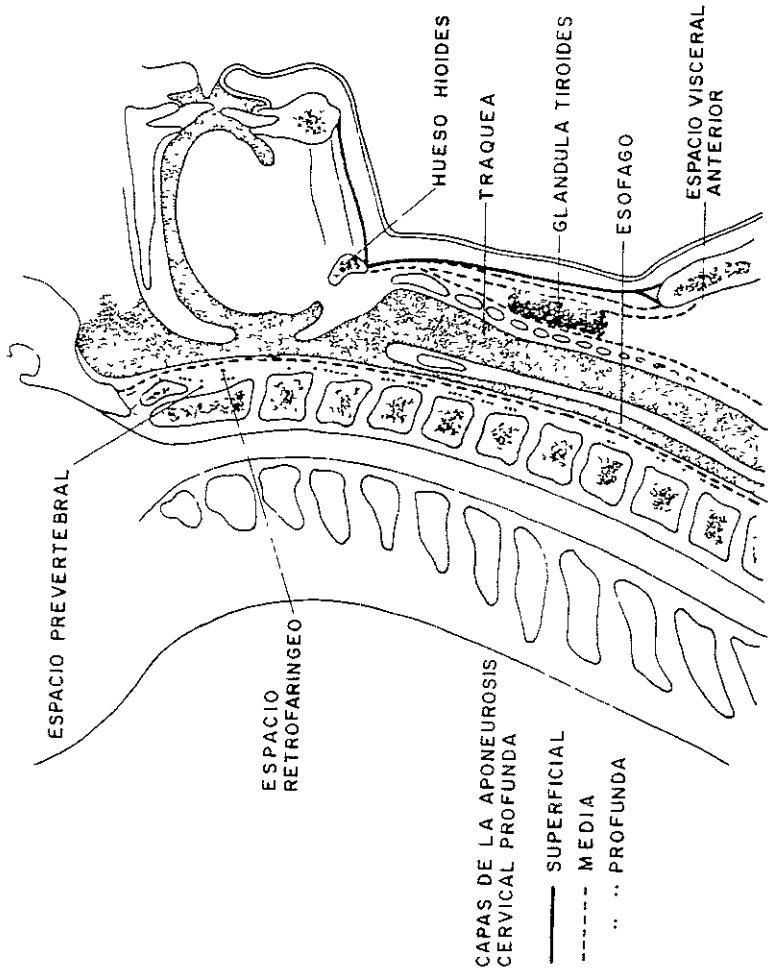 ESPACIO PREVERTEBRAL
ESPACIO
RETROFARINGEO
CAPAS DE LA APONEUROSIS
CERVICAL PROFUNDA
SUPERFICIAL
MEDIA
PROFUNDA
HUESO HIOIDES
TRAQUEA
GLANDULA TIROIDES
ESOFAGO
ESPACIO VISCERAL
ANTERIOR